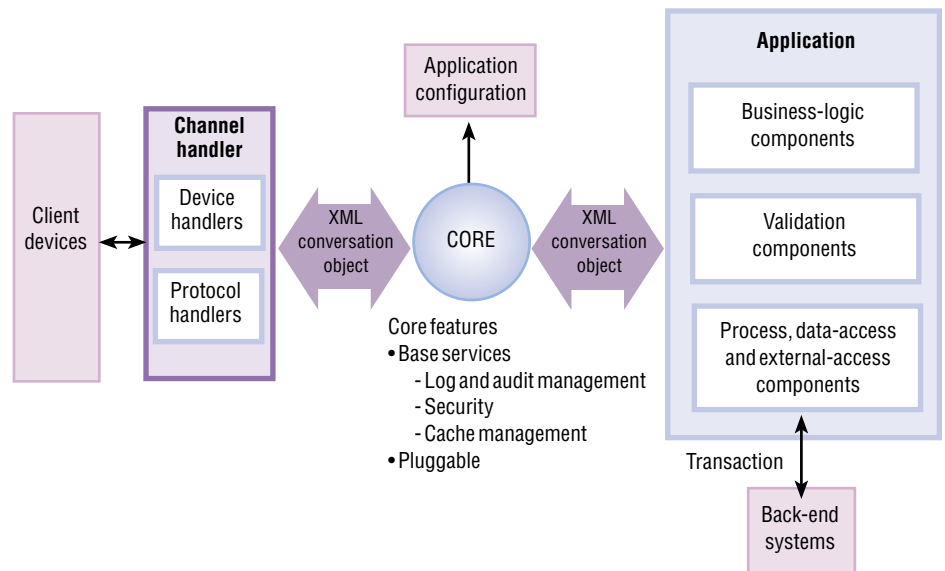 Client
devices
Channel
handler
Device
handlers
Protocol
handlers
XML
conversation
object
Application
configuration
CORE
Core features
• Base services
- Log and audit management
- Security
- Cache management
• Pluggable
XML
conversation
object
Application
Business-logic
components
Validation
components
Process, data-access
and external-access
components
Transaction
Back-end
systems